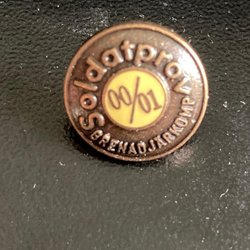 Soldatprov
00/01
GRENADJÄRKOMP